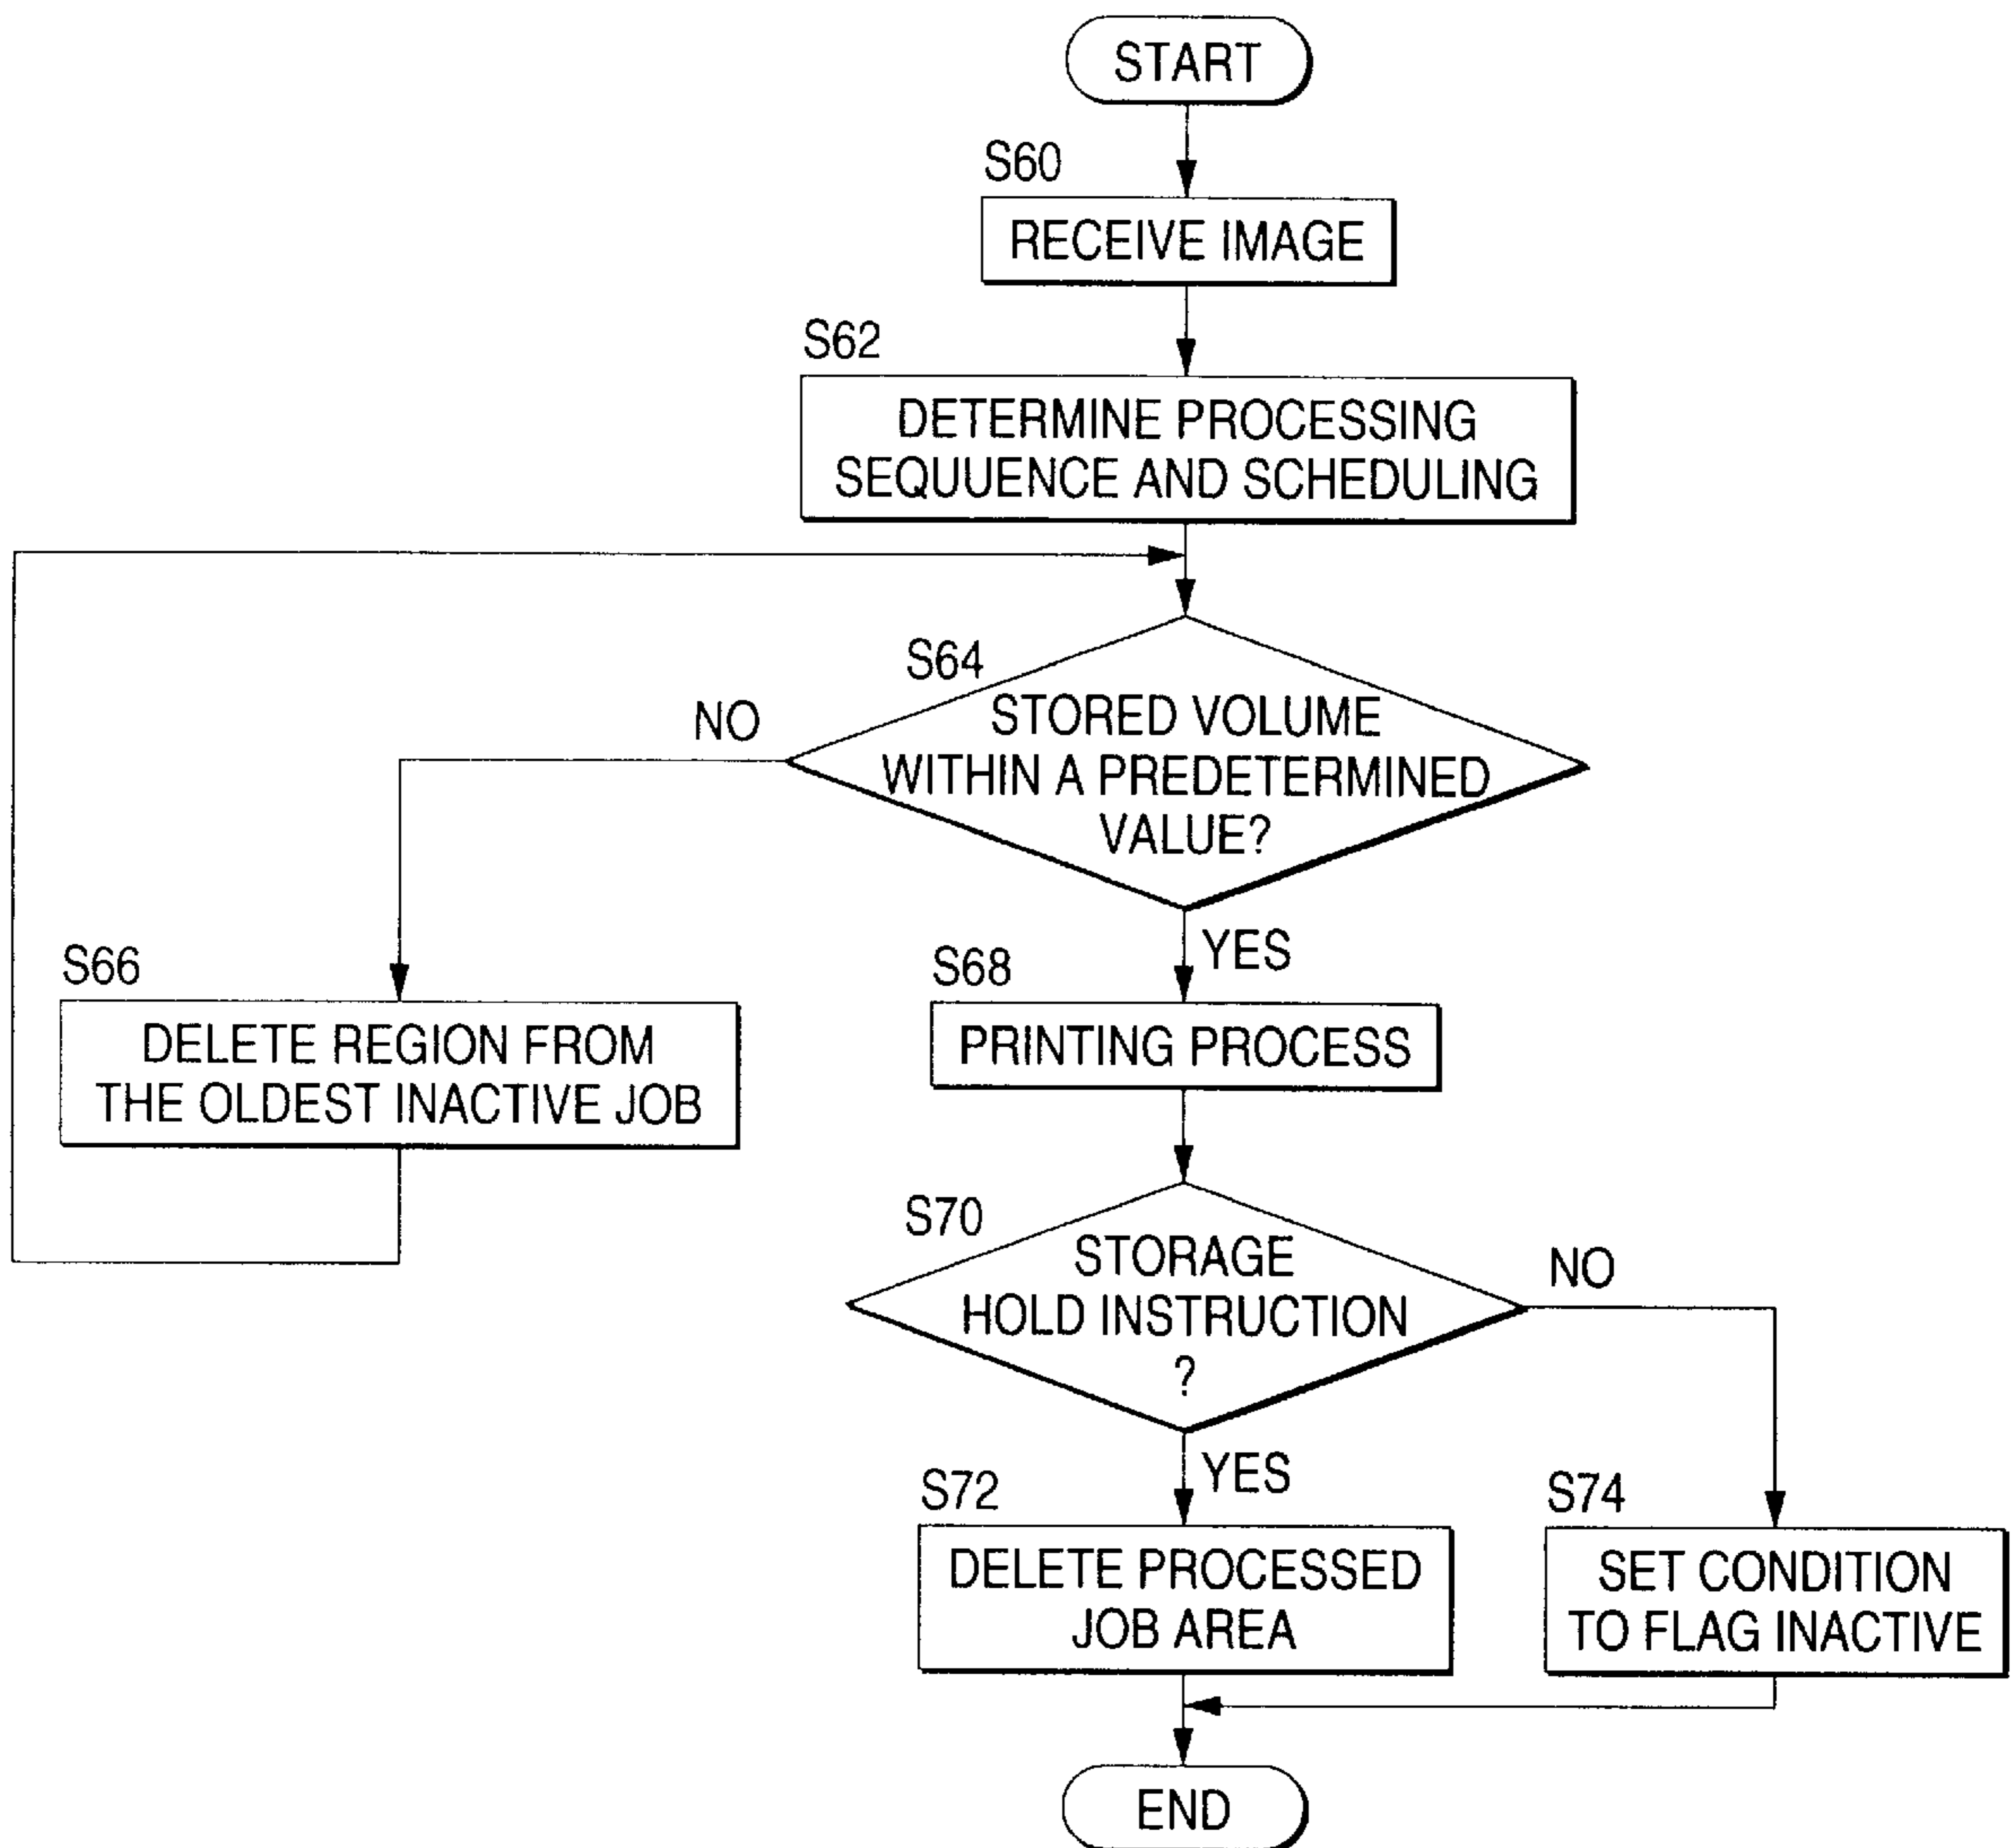 START
S60
RECEIVE IMAGE
S62
DETERMINE PROCESSING
SEQUUENCE AND SCHEDULING
S64
STORED VOLUME
WITHIN A PREDETERMINED
VALUE?
NO
YES
S66
DELETE REGION FROM
THE OLDEST INACTIVE JOB
S68
PRINTING PROCESS
S70
STORAGE
HOLD INSTRUCTION
?
NO
YES
S72
DELETE PROCESSED
JOB AREA
S74
SET CONDITION
TO FLAG INACTIVE
END